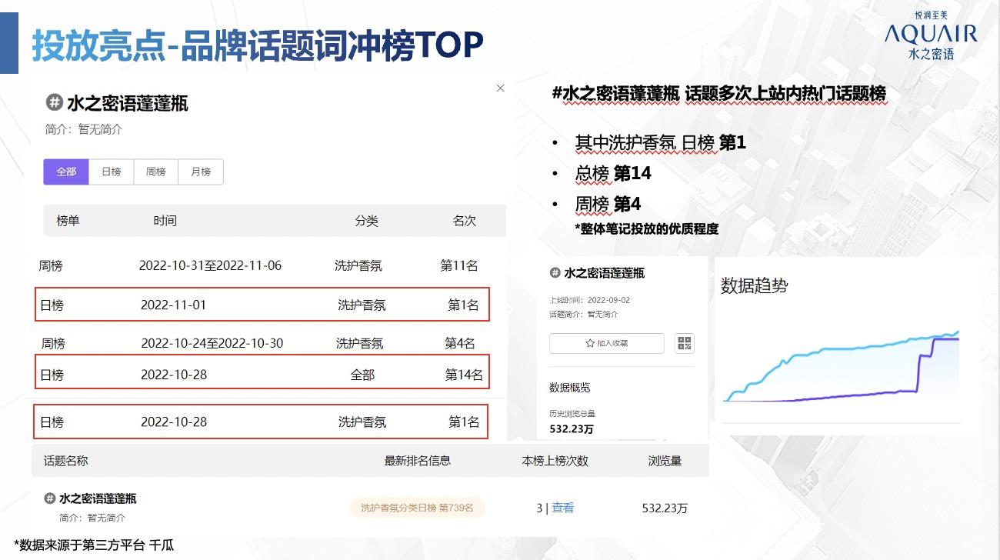 投放亮点-品牌话题词冲榜TOP
悦润至美
AQUAIR
水之密语
# 水之密语蓬蓬瓶
简介：暂无简介
全部 日榜 周榜 月榜
榜单 时间 分类 名次
周榜 2022-10-31至2022-11-06 洗护香氛 第11名
日榜 2022-11-01 洗护香氛 第1名
周榜 2022-10-24至2022-10-30 洗护香氛 第4名
日榜 2022-10-28 全部 第14名
日榜 2022-10-28 洗护香氛 第1名
#水之密语蓬蓬瓶 话题多次上站内热门话题榜
• 其中洗护香氛 日榜 第1
• 总榜 第14
• 周榜 第4
*整体笔记投放的优质程度
# 水之密语蓬蓬瓶
上线时间：2022-09-02
话题简介：暂无简介
加入收藏
数据概览
历史浏览总量
532.23万
数据趋势
话题名称 最新排名信息 本榜上榜次数 浏览量
# 水之密语蓬蓬瓶
简介：暂无简介
洗护香氛分类日榜 第739名 3 | 查看 532.23万
*数据来源于第三方平台 千瓜